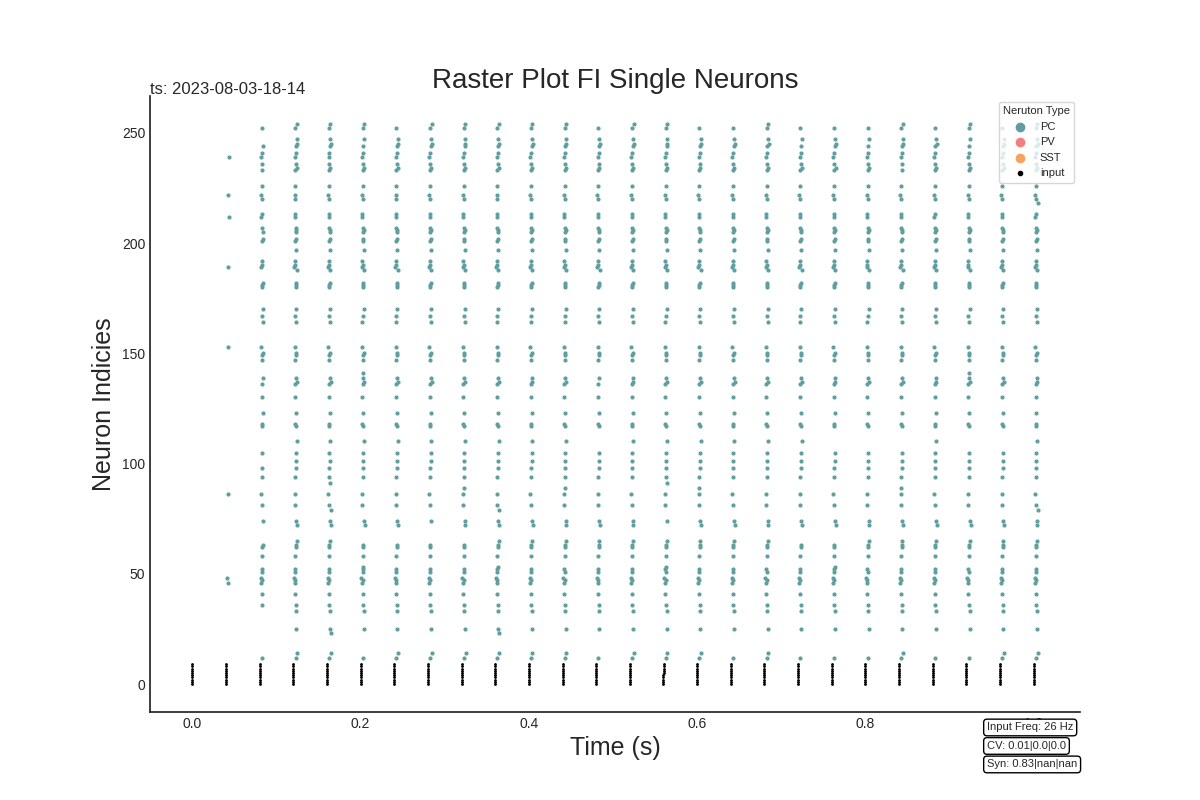 Raster Plot FI Single Neurons
ts: 2023-08-03-18-14
Neruton Type
PC
PV
SST
input
Neuron Indicies
250
200
150
100
50
0
0.0 0.2 0.4 0.6 0.8
Time (s)
Input Freq: 26 Hz
CV: 0.01|0.0|0.0
Syn: 0.83|nan|nan